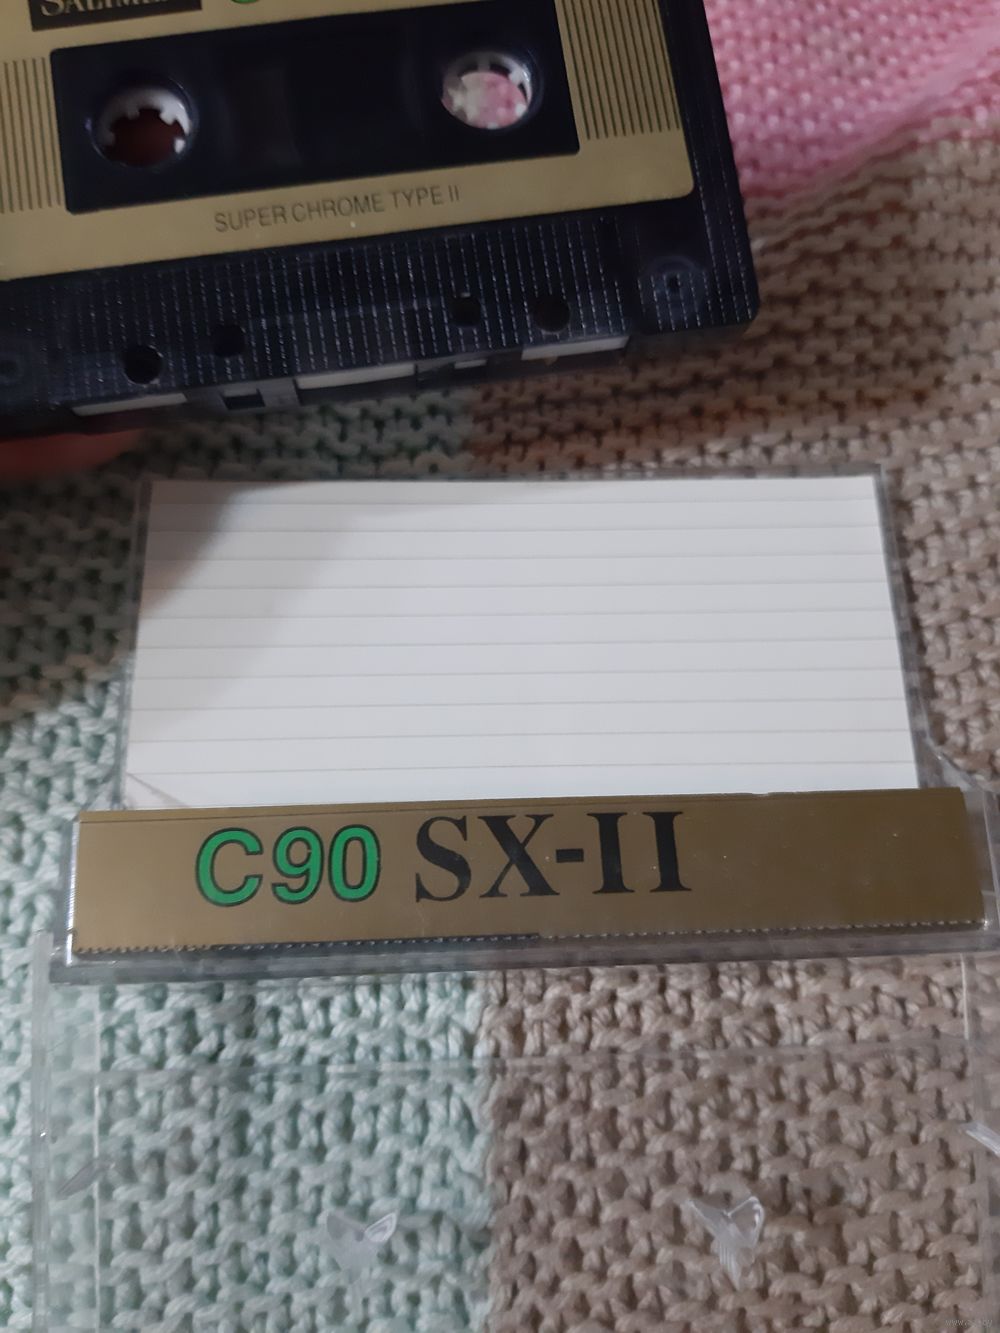 SUPER CHROME TYPE II
C90 SX-II